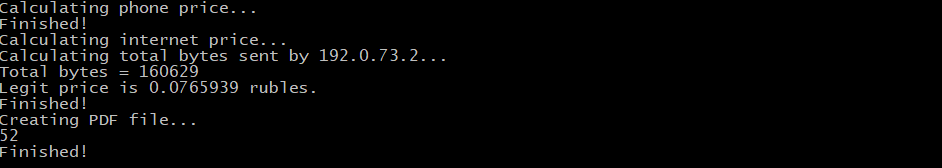 Calculating phone price...
Finished!
Calculating internet price...
Calculating total bytes sent by 192.0.73.2...
Total bytes = 160629
Legit price is 0.0765939 rubles.
Finished!
Creating PDF file...
52
Finished!